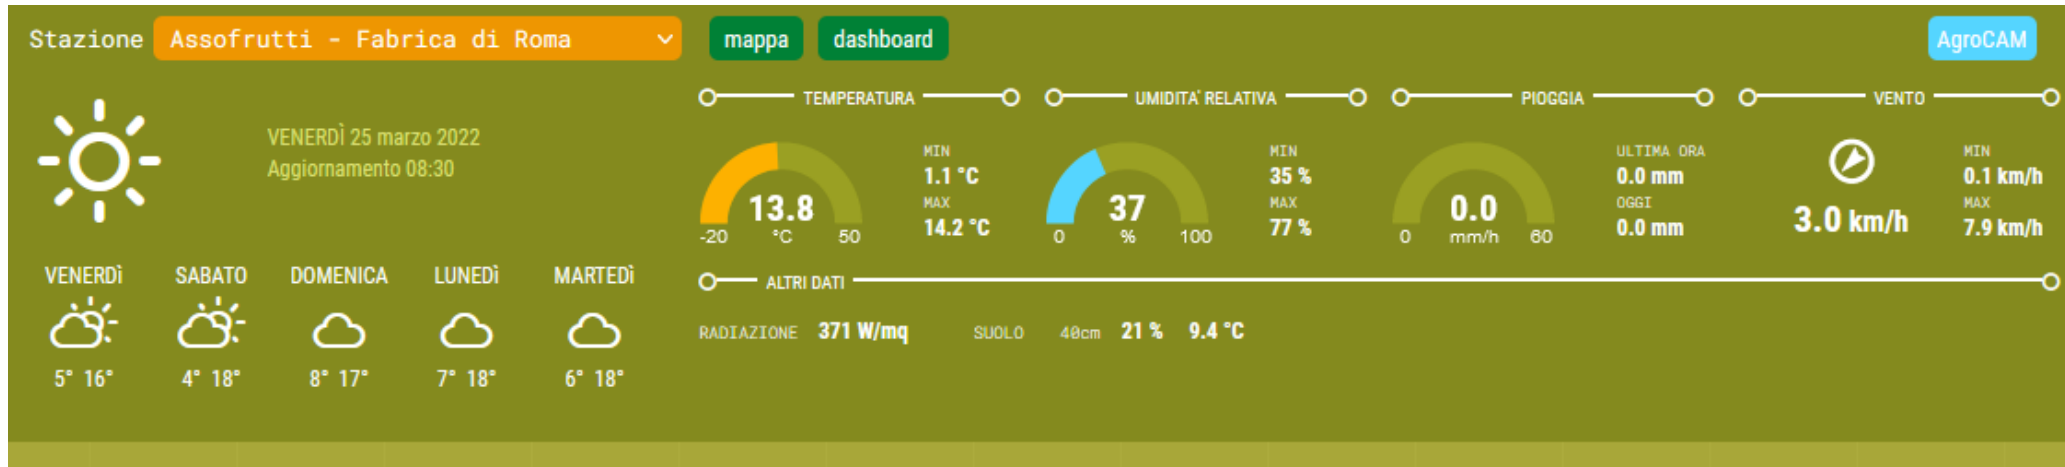 Stazione Assofrutti - Fabrica di Roma mappa dashboard AgroCAM
VENERDÌ 25 marzo 2022
Aggiornamento 08:30
VENERDÌ SABATO DOMENICA LUNEDÌ MARTEDÌ
5° 16° 4° 18° 8° 17° 7° 18° 6° 18°
TEMPERATURA
13.8
°C
-20 50
MIN
1.1 °C
MAX
14.2 °C
UMIDITA' RELATIVA
37
%
0 100
MIN
35 %
MAX
77 %
PIOGGIA
0.0
mm/h
0 60
ULTIMA ORA
0.0 mm
OGGI
0.0 mm
VENTO
3.0 km/h
MIN
0.1 km/h
MAX
7.9 km/h
ALTRI DATI
RADIAZIONE 371 W/mq SUOLO 40cm 21 % 9.4 °C